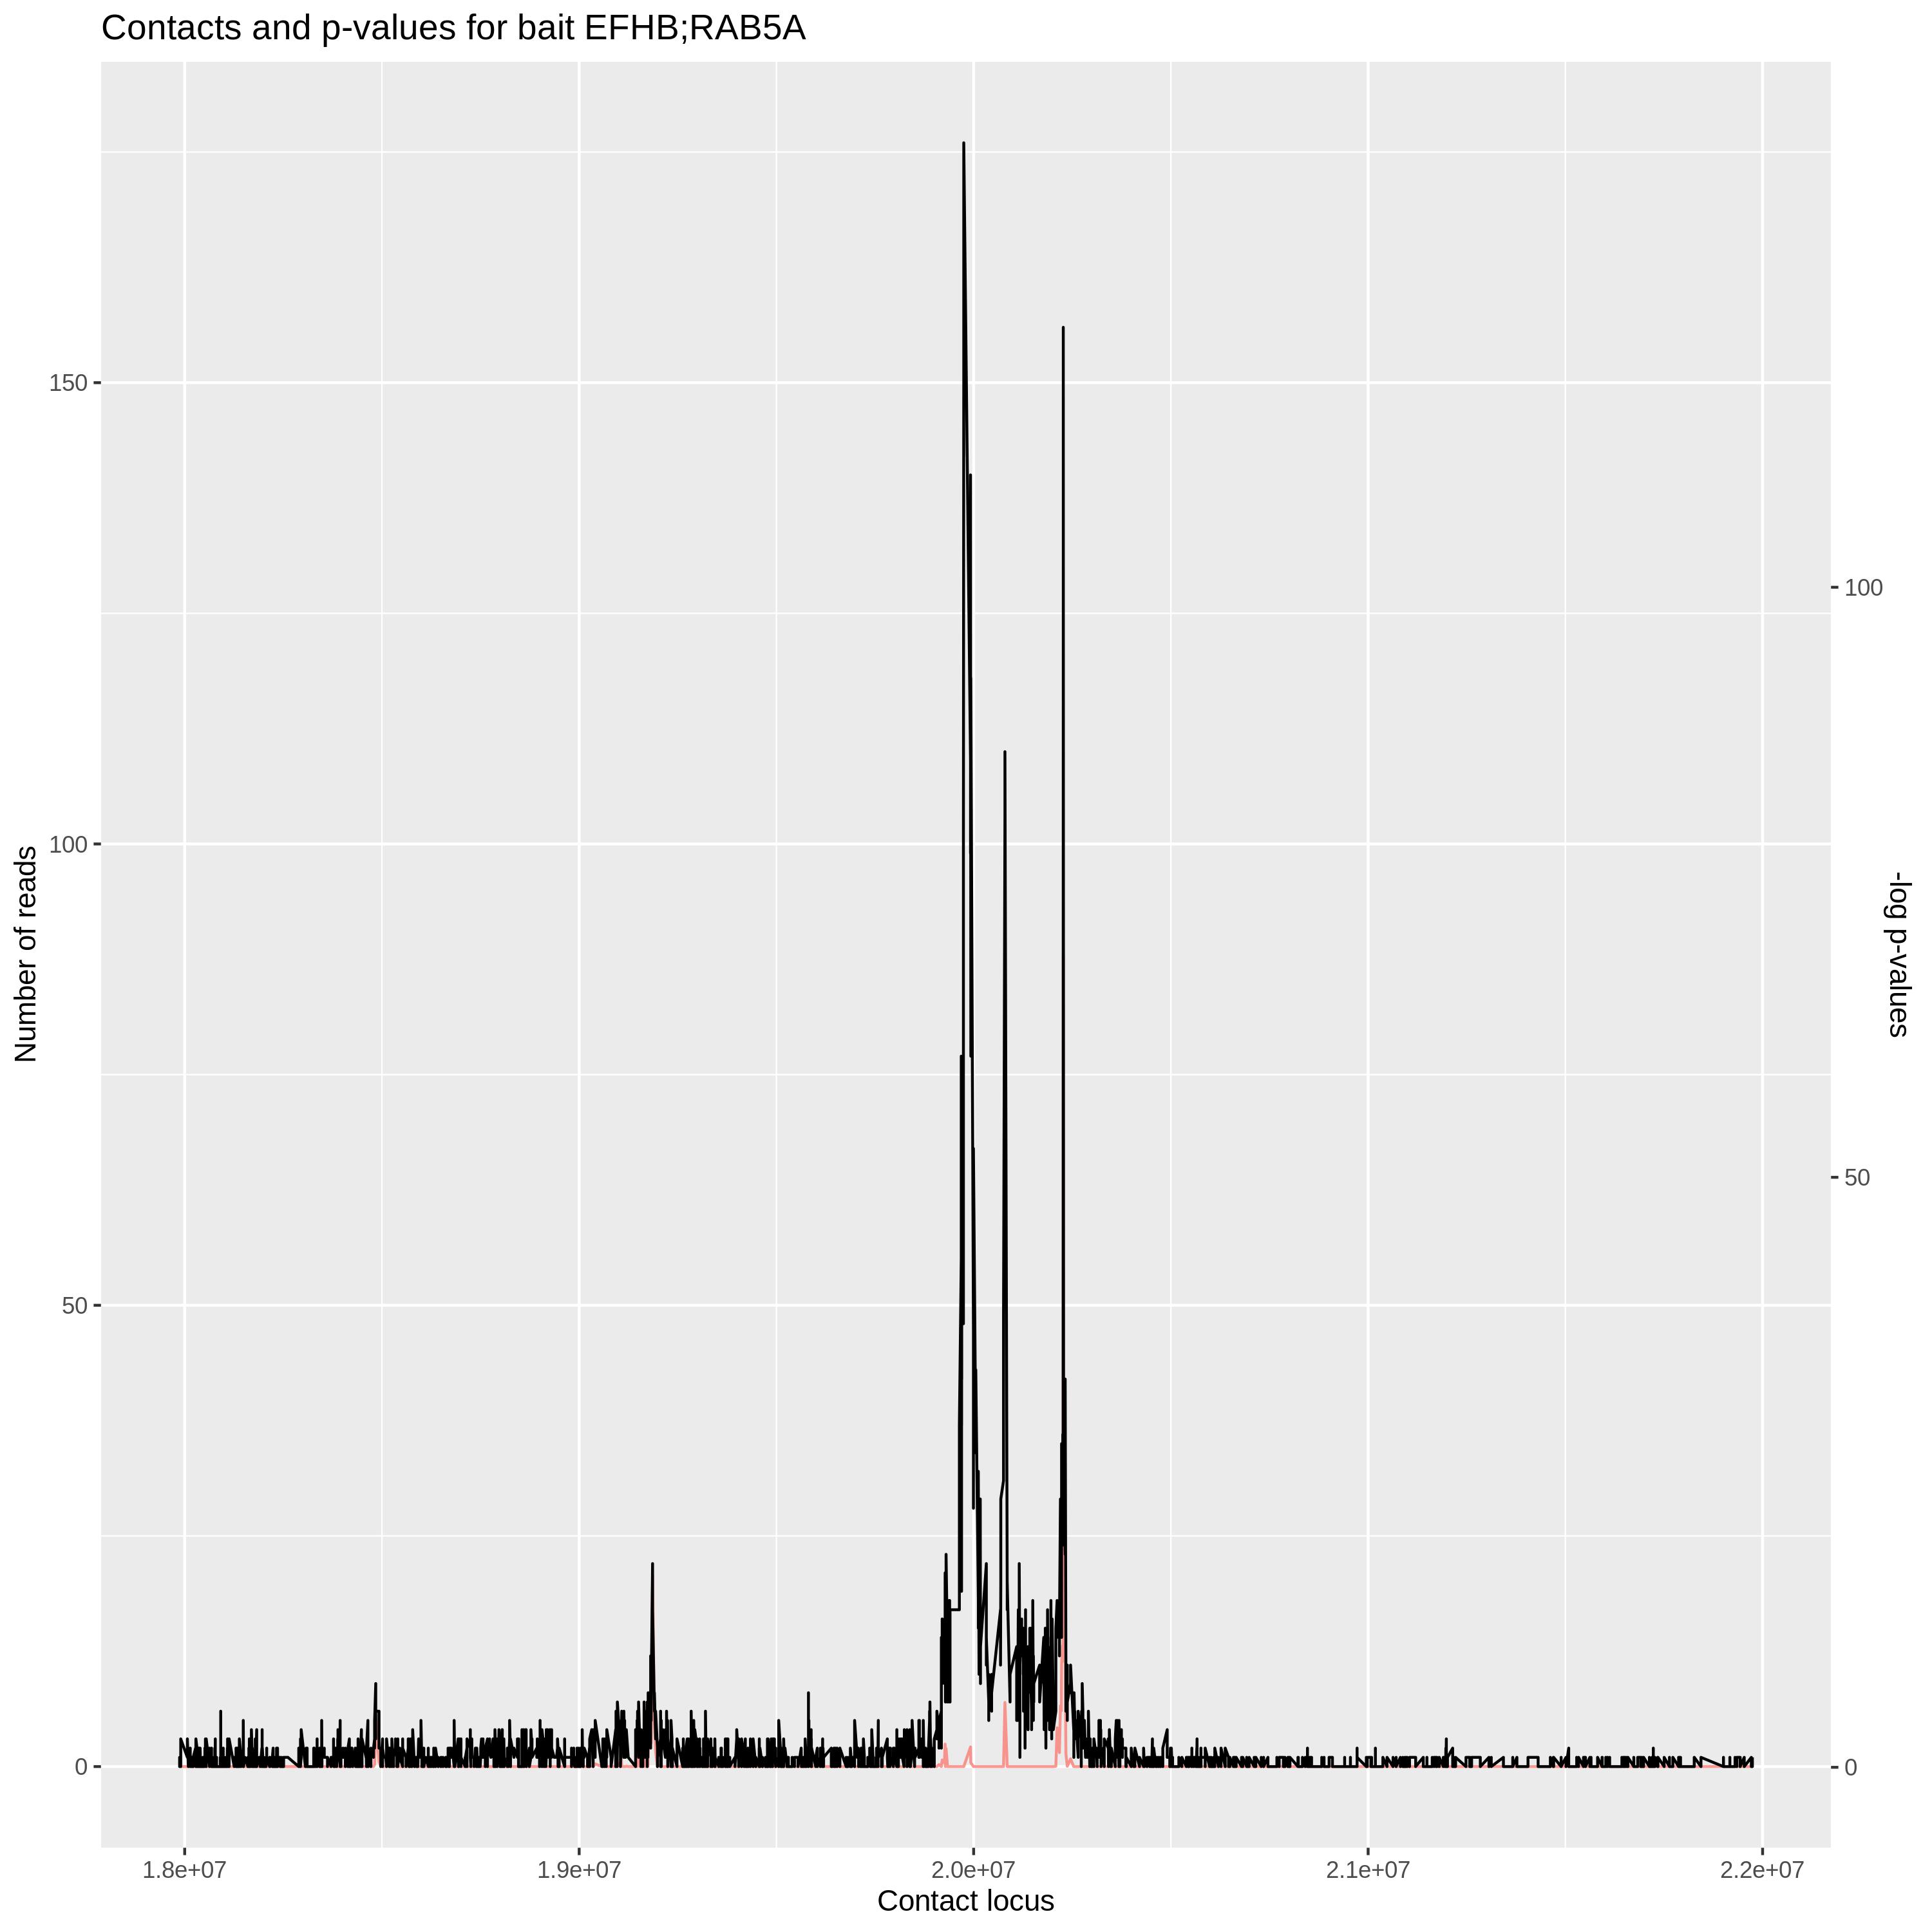 Contacts and p-values for bait EFHB;RAB5A
150
100
50
0
Number of reads
100
50
0
-log p-values
1.8e+07
1.9e+07
2.0e+07
2.1e+07
2.2e+07
Contact locus